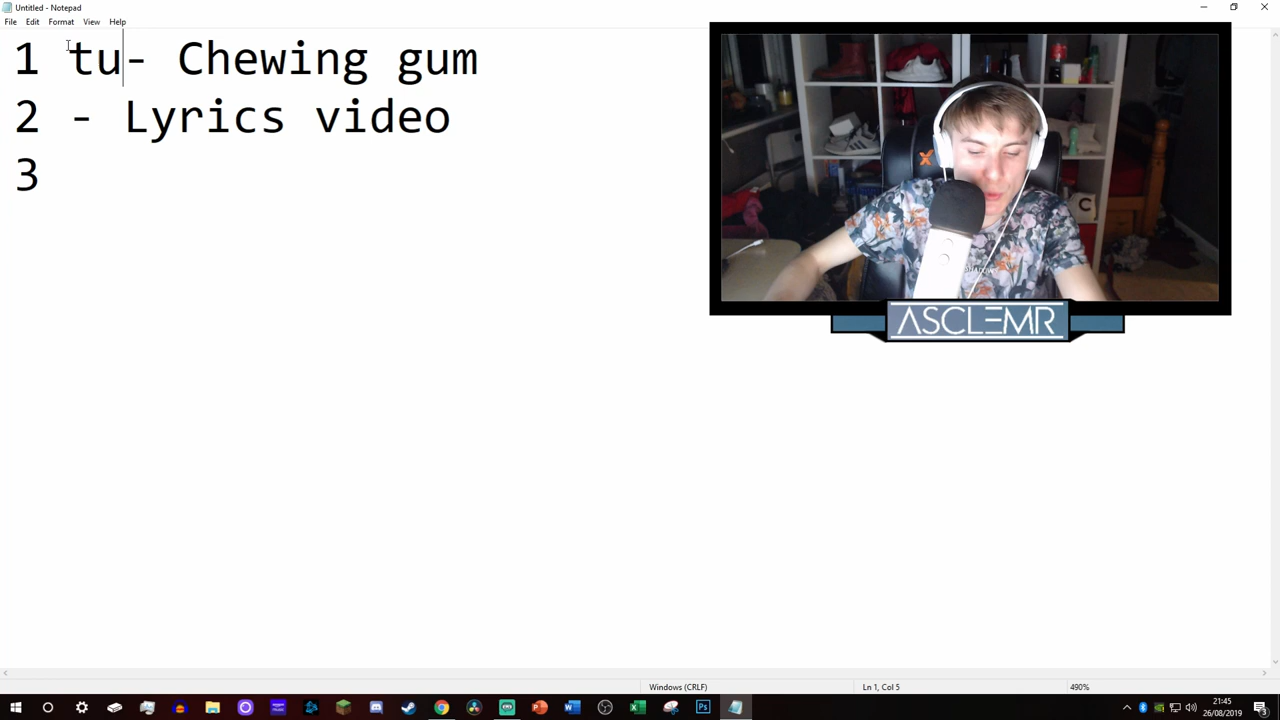 Untitled - Notepad
File Edit Format View Help
1 tu- Chewing gum
2 - Lyrics video
3
ASCLEMR
Windows (CRLF)
Ln 1, Col 5
490%
21:45
26/08/2019